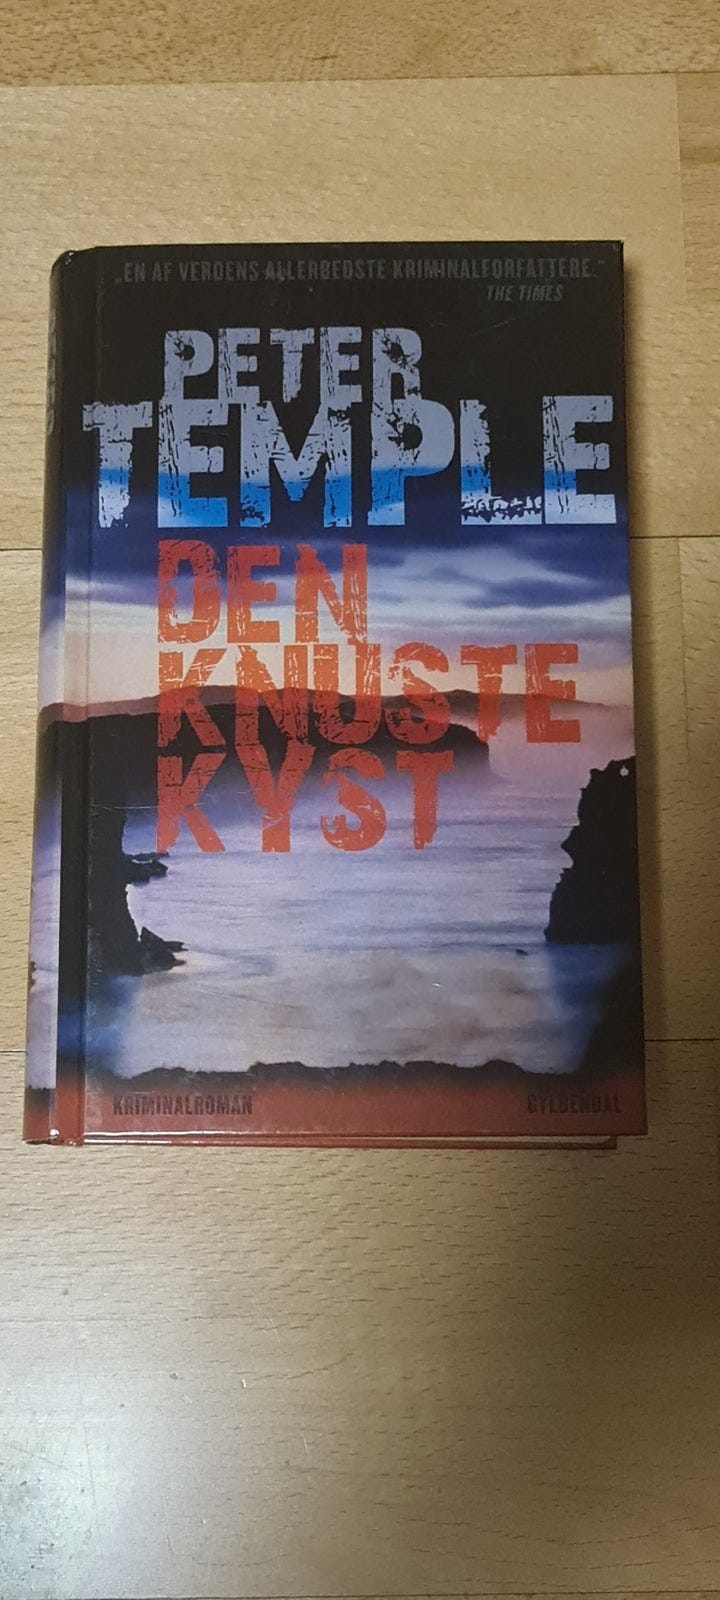 „EN AF VERDENS ALLERBEDSTE KRIMINALFORFATTERE."
THE TIMES
PETER
TEMPLE
DEN
KNUSTE
KYST
KRIMINALROMAN
GYLDENDAL